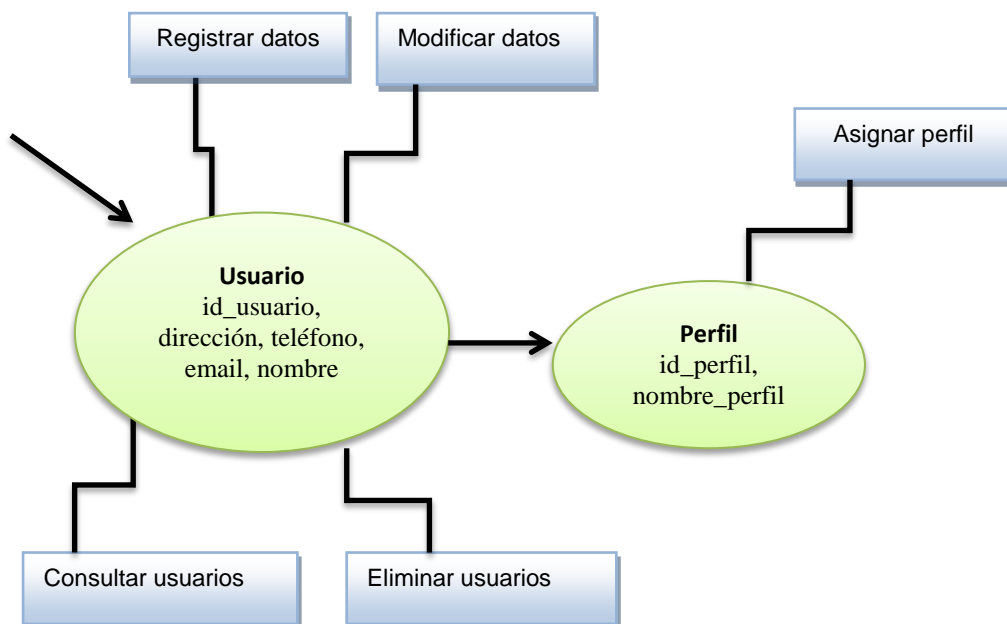 Registrar datos
Modificar datos
Asignar perfil
Usuario
id_usuario,
dirección, teléfono,
email, nombre
Perfil
id_perfil,
nombre_perfil
Consultar usuarios
Eliminar usuarios